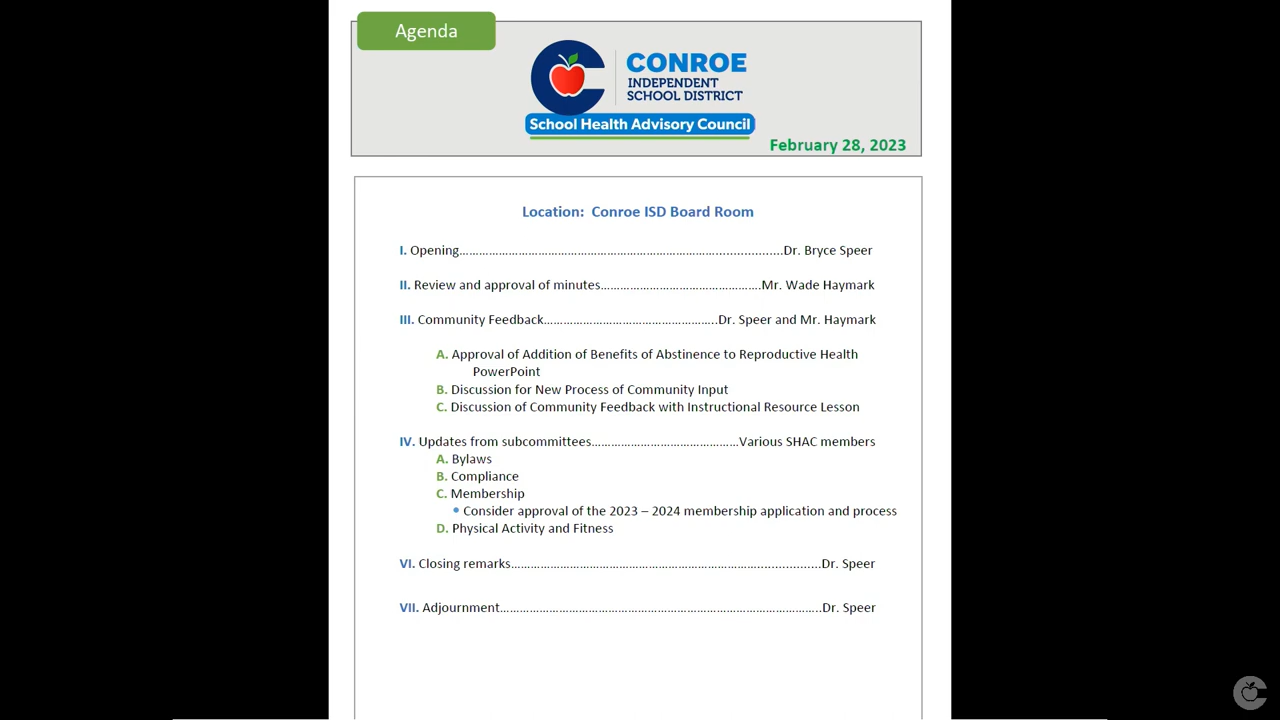 Agenda
CONROE
INDEPENDENT
SCHOOL DISTRICT
School Health Advisory Council
February 28, 2023
Location: Conroe ISD Board Room
I. Opening……………………………………………………………………..................Dr. Bryce Speer
II. Review and approval of minutes………………………………………….Mr. Wade Haymark
III. Community Feedback……………………………………………..Dr. Speer and Mr. Haymark
A. Approval of Addition of Benefits of Abstinence to Reproductive Health
PowerPoint
B. Discussion for New Process of Community Input
C. Discussion of Community Feedback with Instructional Resource Lesson
IV. Updates from subcommittees………………………………………Various SHAC members
A. Bylaws
B. Compliance
C. Membership
• Consider approval of the 2023 – 2024 membership application and process
D. Physical Activity and Fitness
VI. Closing remarks…………………………………………………………………..................Dr. Speer
VII. Adjournment……………………………………………………………………………………..Dr. Speer